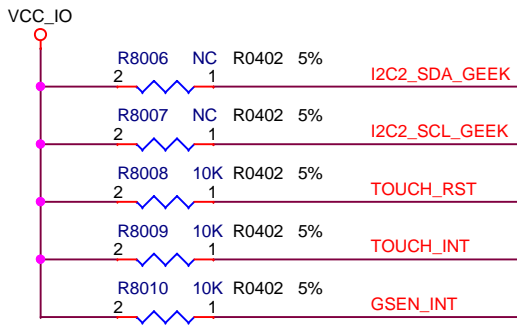 VCC_IO
R8006 NC R0402 5%
2 1 I2C2_SDA_GEEK
R8007 NC R0402 5%
2 1 I2C2_SCL_GEEK
R8008 10K R0402 5%
2 1 TOUCH_RST
R8009 10K R0402 5%
2 1 TOUCH_INT
R8010 10K R0402 5%
2 1 GSEN_INT